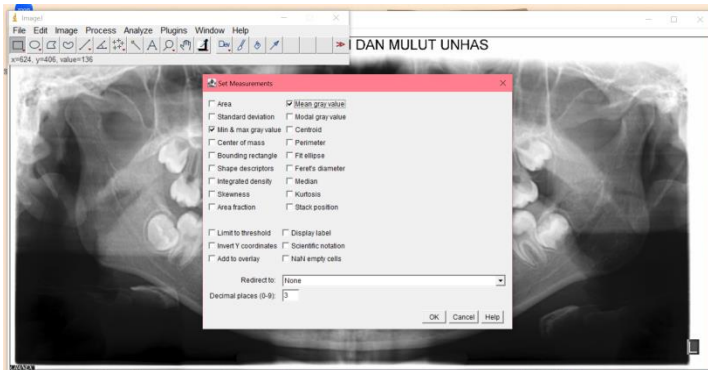 ImageJ
File Edit Image Process Analyze Plugins Window Help
Dev
x=624, y=406, value=136
DAN MULUT UNHAS
Set Measurements
Area
Mean gray value
Standard deviation
Modal gray value
Min & max gray value
Centroid
Center of mass
Perimeter
Bounding rectangle
Fit ellipse
Shape descriptors
Feret's diameter
Integrated density
Median
Skewness
Kurtosis
Area fraction
Stack position
Limit to threshold
Display label
Invert Y coordinates
Scientific notation
Add to overlay
NaN empty cells
Redirect to: None
Decimal places (0-9): 3
OK Cancel Help
L